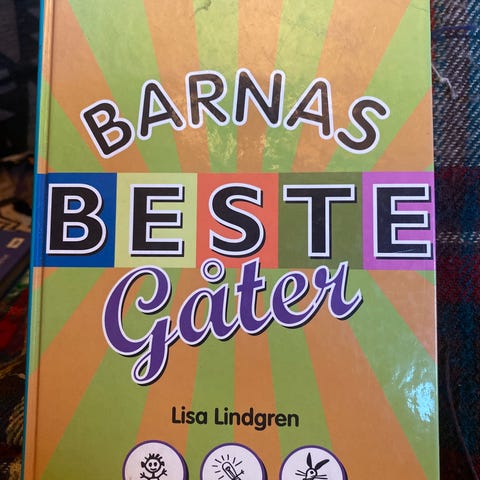 BARNAS
BESTE
Gåter
Lisa Lindgren